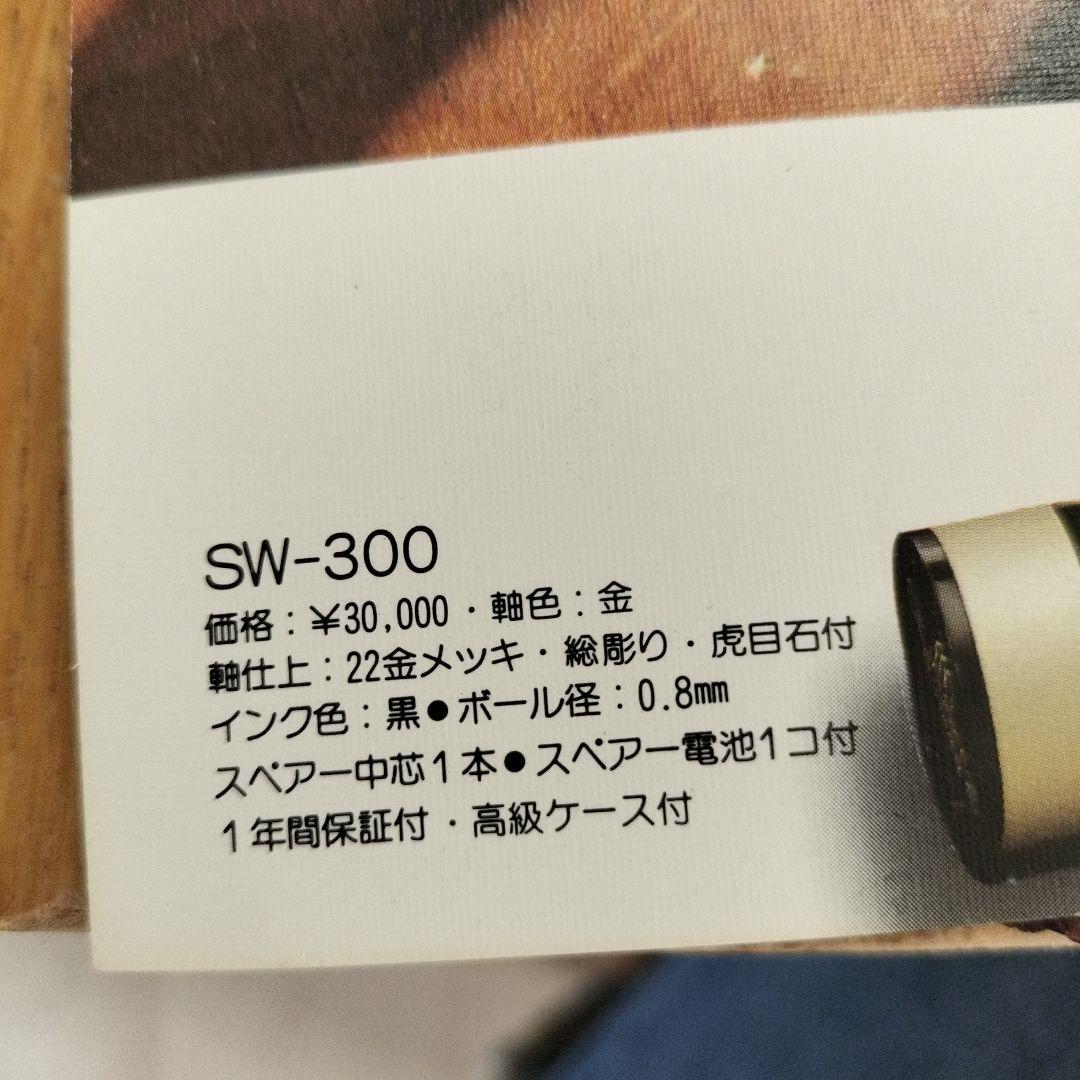 SW-300
価格：¥30,000・軸色：金
軸仕上：22金メッキ・総彫り・虎目石付
インク色：黒●ボール径：0.8mm
スペアー中芯1本●スペアー電池1コ付
1年間保証付・高級ケース付